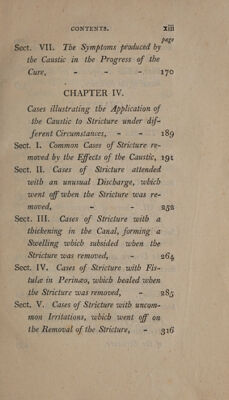 CONTENTS. xiii
page
Sect. VII. The Symptoms produced by
the Caustic in the Progress of the
Cure, - - - 170
CHAPTER IV.
Cases illustrating the Application of
the Caustic to Stricture under dif-
ferent Circumstances, - - 189
Sect. I. Common Cases of Stricture re-
moved by the Effects of the Caustic, 191
Sect. II. Cases of Stricture attended
with an unusual Discharge, which
went off when the Stricture was re-
moved, - - - 252
Sect. III. Cases of Stricture with a
thickening in the Canal, forming a
Swelling which subsided when the
Stricture was removed, - 264
Sect. IV. Cases of Stricture with Fis-
tulæ in Perinæo, which healed when
the Stricture was removed, - 285
Sect. V. Cases of Stricture with uncom-
mon Irritations, which went off on
the Removal of the Stricture, - 316